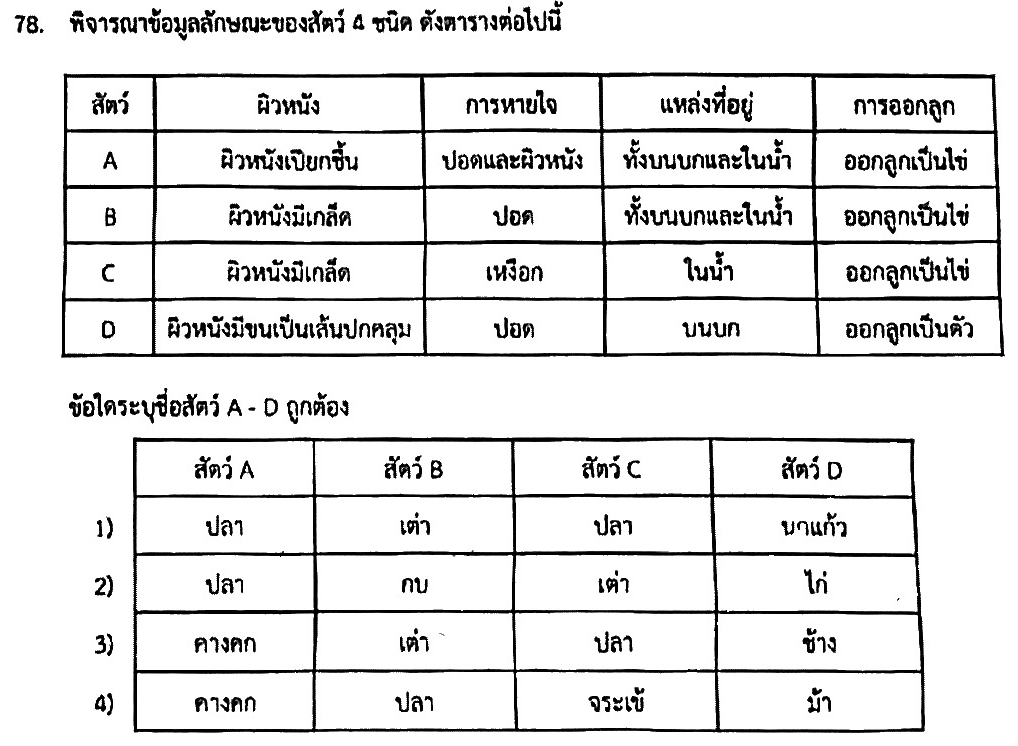 78. พิจารณาข้อมูลลักษณะของสัตว์ 4 ชนิด ดังตารางต่อไปนี้
สัตว์ ผิวหนัง การหายใจ แหล่งที่อยู่ การออกลูก
A ผิวหนังเปียกชื้น ปอดและผิวหนัง ทั้งบนบกและในน้ำ ออกลูกเป็นไข่
B ผิวหนังมีเกล็ด ปอด ทั้งบนบกและในน้ำ ออกลูกเป็นไข่
C ผิวหนังมีเกล็ด เหงือก ในน้ำ ออกลูกเป็นไข่
D ผิวหนังมีขนเป็นเส้นปกคลุม ปอด บนบก ออกลูกเป็นตัว
ข้อใดระบุชื่อสัตว์ A - D ถูกต้อง
สัตว์ A สัตว์ B สัตว์ C สัตว์ D
1) ปลา เต่า ปลา นกแก้ว
2) ปลา กบ เต่า ไก่
3) คางคก เต่า ปลา ช้าง
4) คางคก ปลา จระเข้ ม้า